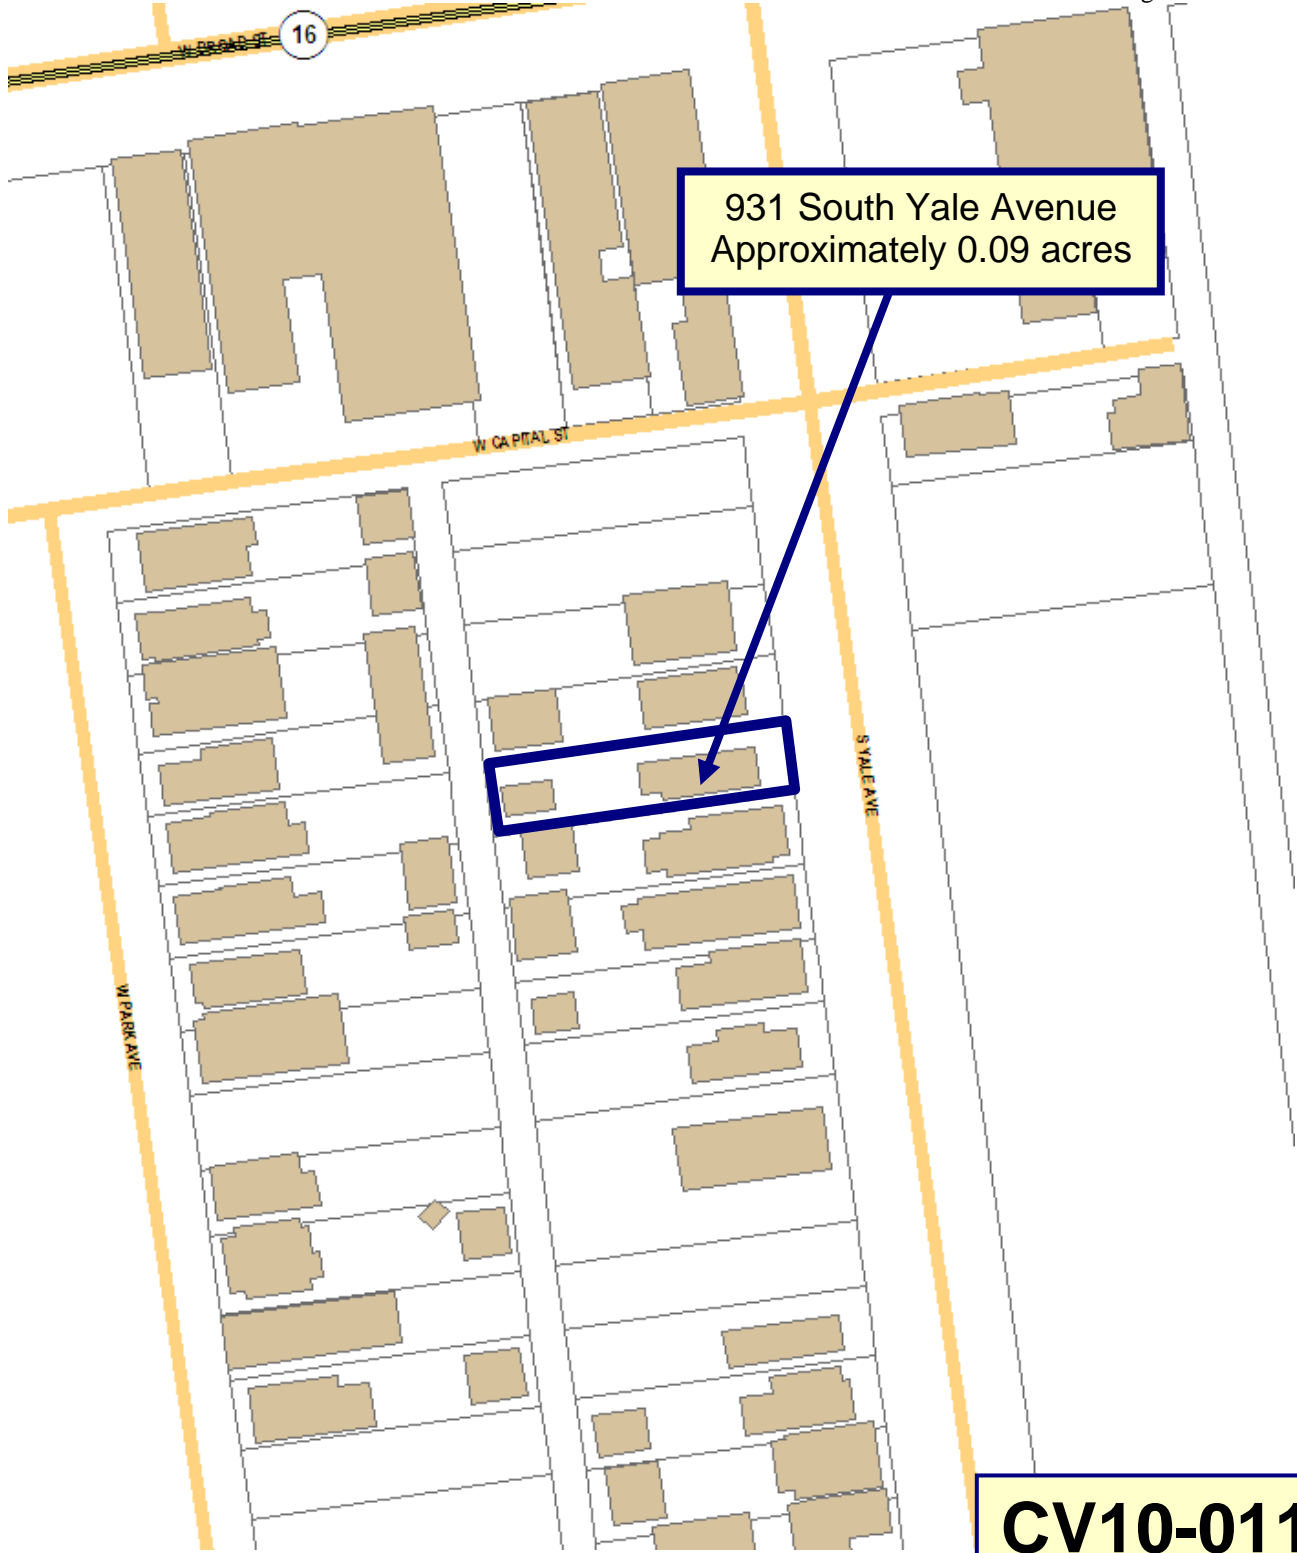 W BROAD ST
16
931 South Yale Avenue
Approximately 0.09 acres
W CAPITAL ST
S YALE AVE
W PARK AVE
CV10-011